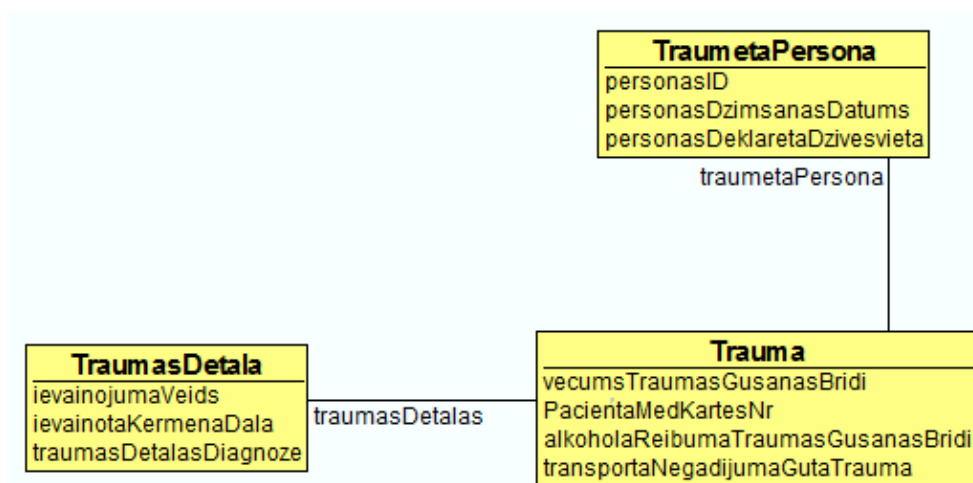 TraumetaPersona
personasID
personasDzimsanasDatums
personasDeklaretaDzivesvieta
traumetaPersona
TraumasDetala
ievainojumaVeids
ievainotaKermenaDala
traumasDetalasDiagnoze
traumasDetalas
Trauma
vecumsTraumasGusanasBridi
PacientaMedKartesNr
alkoholaReibumaTraumasGusanasBridi
transportaNegadijumaGutaTrauma